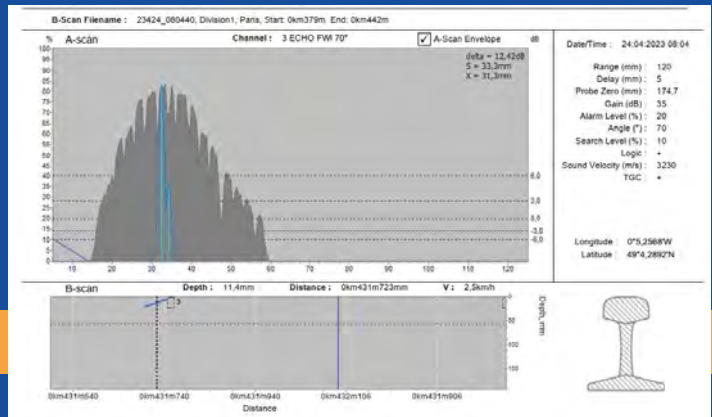 B-Scan Filename : 23424_080440, Division1, Paris, Start: 0km379m End: 0km442m
% A-scan Channel : 3 ECHO FWI 70° A-Scan Envelope dB
delta = 12,42dB
S = 33,3mm
X = 31,3mm
100
95
90
85
80
75
70
65
60
55
50
45
40
35
30
25
20
15
10
5
0
6,0
3,0
0,0
-3,0
-6,0
10 20 30 40 50 60 70 80 90 100 110 120
Date/Time : 24:04:2023 08:04
Range (mm) : 120
Delay (mm) : 5
Probe Zero (mm) : 174,7
Gain (dB) : 35
Alarm Level (%) : 20
Angle (°) : 70
Search Level (%) : 10
Logic : +
Sound Velocity (m/s) : 3230
TGC : +
Longitude : 0°5,2568'W
Latitude : 49°4,2892'N
B-scan Depth : 11,4mm Distance : 0km431m723mm V : 2,5km/h
3
0
50
100
Depth, mm
0km431m540 0km431m740 0km431m940 0km432m106 0km431m906
Distance